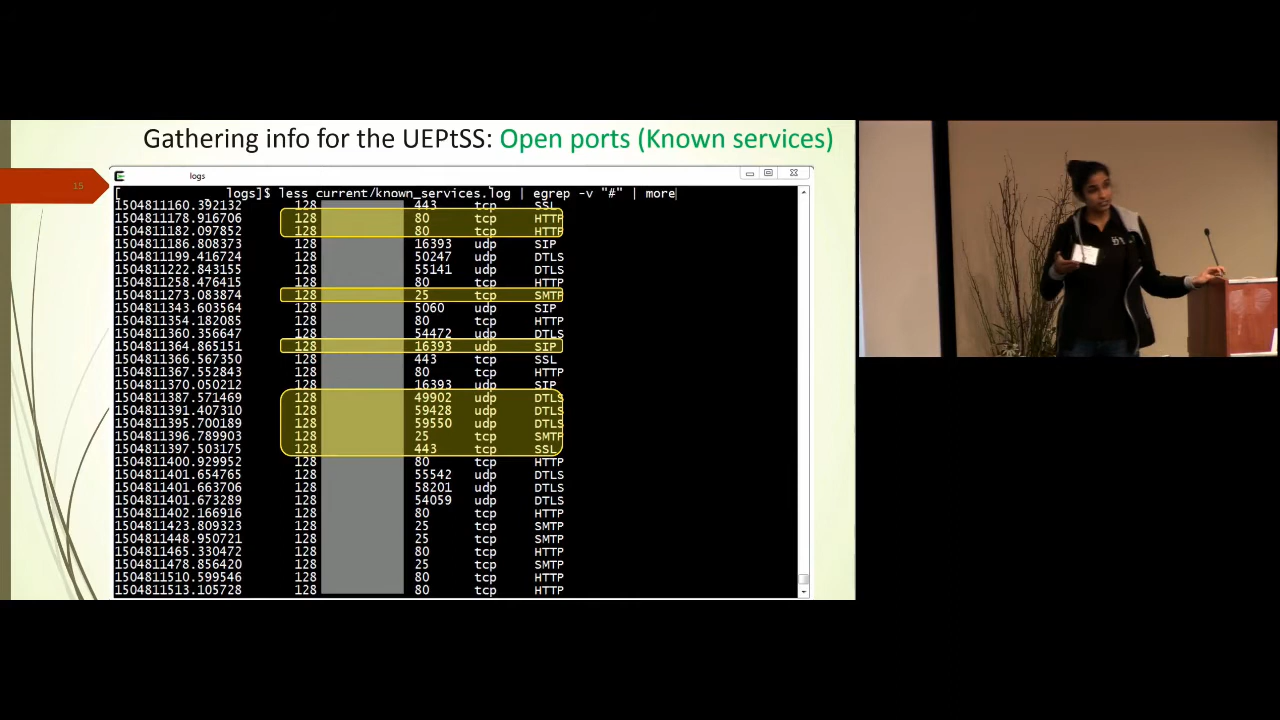 Gathering info for the UEPtSS: Open ports (Known services)
15
logs
[ logs]$ less current/known_services.log | egrep -v "#" | more
1504811160.392132 128 443 tcp SSL
1504811178.916706 128 80 tcp HTTP
1504811182.097852 128 80 tcp HTTP
1504811186.808373 128 16393 udp SIP
1504811199.416724 128 50247 udp DTLS
1504811222.843155 128 55141 udp DTLS
1504811258.476415 128 80 tcp HTTP
1504811273.083874 128 25 tcp SMTP
1504811343.603564 128 5060 udp SIP
1504811354.182085 128 80 tcp HTTP
1504811360.356647 128 54472 udp DTLS
1504811364.865151 128 16393 udp SIP
1504811366.567350 128 443 tcp SSL
1504811367.552843 128 80 tcp HTTP
1504811370.050212 128 16393 udp SIP
1504811387.571469 128 49902 udp DTLS
1504811391.407310 128 59428 udp DTLS
1504811395.700189 128 59550 udp DTLS
1504811396.789903 128 25 tcp SMTP
1504811397.503175 128 443 tcp SSL
1504811400.929952 128 80 tcp HTTP
1504811401.654765 128 55542 udp DTLS
1504811401.663706 128 58201 udp DTLS
1504811401.673289 128 54059 udp DTLS
1504811402.166916 128 80 tcp HTTP
1504811423.809323 128 25 tcp SMTP
1504811448.950721 128 25 tcp SMTP
1504811465.330472 128 80 tcp HTTP
1504811478.856420 128 25 tcp SMTP
1504811510.599546 128 80 tcp HTTP
1504811513.105728 128 80 tcp HTTP